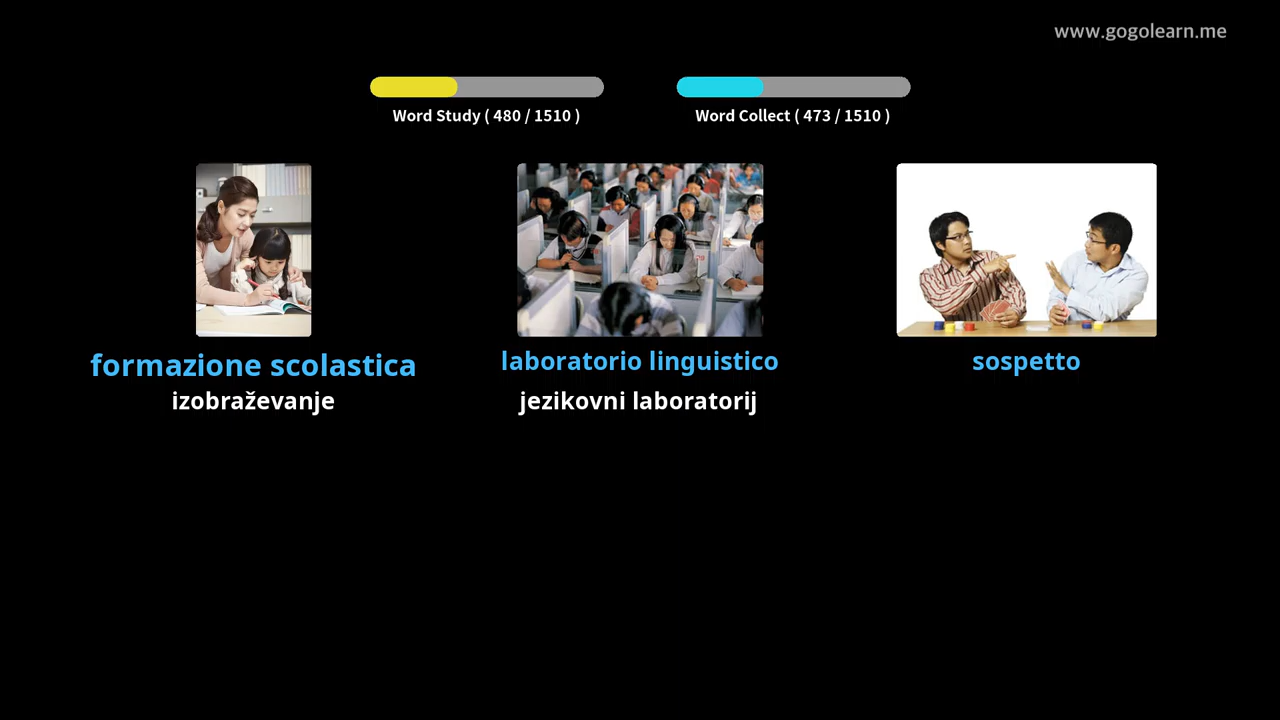 www.gogolearn.me
Word Study ( 480 / 1510 )
Word Collect ( 473 / 1510 )
formazione scolastica
izobraževanje
laboratorio linguistico
jezikovni laboratorij
sospetto